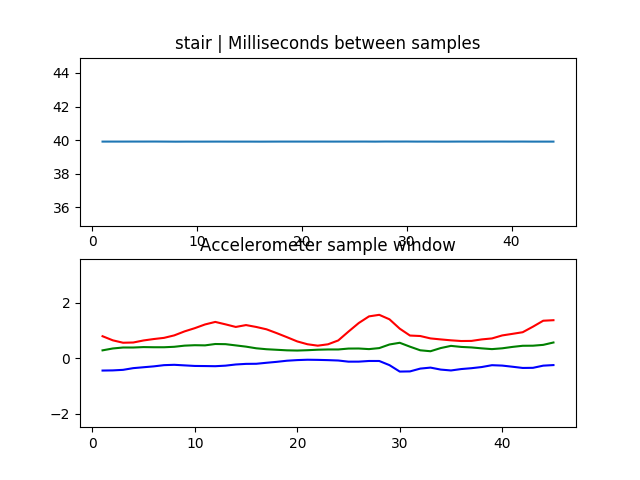 stair | Milliseconds between samples
44
42
40
38
36
0 10 20 30 40
Accelerometer sample window
2
0
−2
0 10 20 30 40